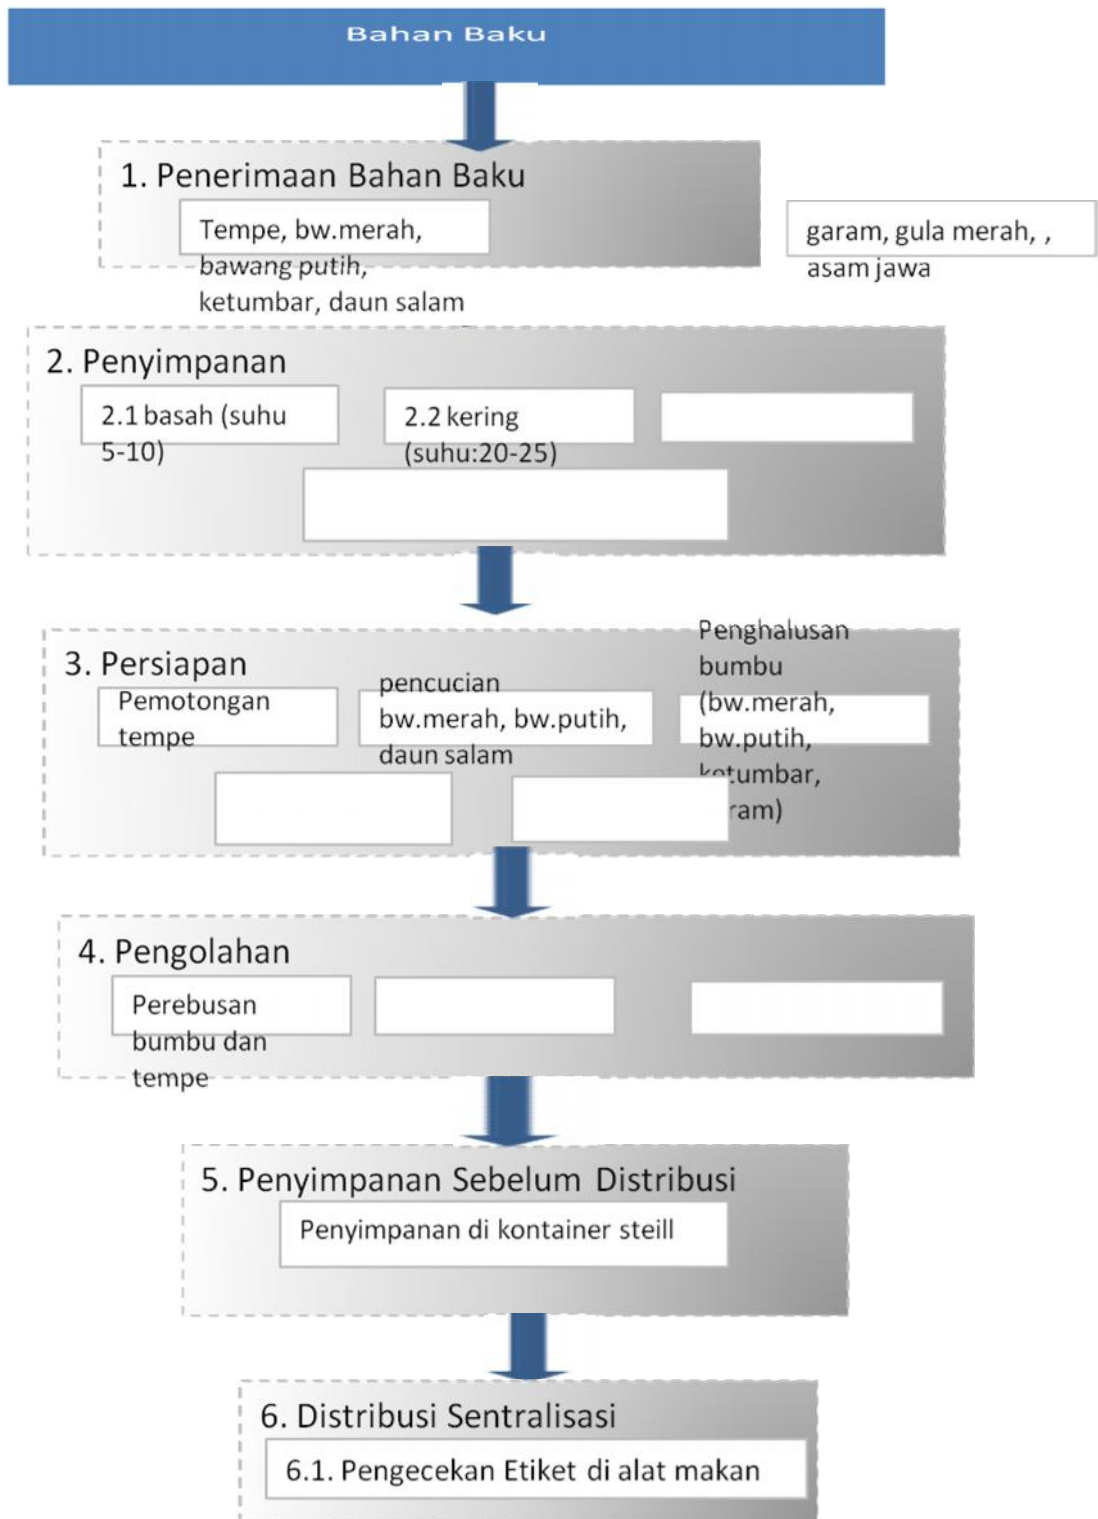 Bahan Baku
1. Penerimaan Bahan Baku
Tempe, bw.merah,
bawang putih,
ketumbar, daun salam
garam, gula merah, ,
asam jawa
2. Penyimpanan
2.1 basah (suhu
5-10)
2.2 kering
(suhu:20-25)
3. Persiapan
Pemotongan
tempe
pencucian
bw.merah, bw.putih,
daun salam
Penghalusan
bumbu
(bw.merah,
bw.putih,
ketumbar,
ram)
4. Pengolahan
Perebusan
bumbu dan
tempe
5. Penyimpanan Sebelum Distribusi
Penyimpanan di kontainer steill
6. Distribusi Sentralisasi
6.1. Pengecekan Etiket di alat makan